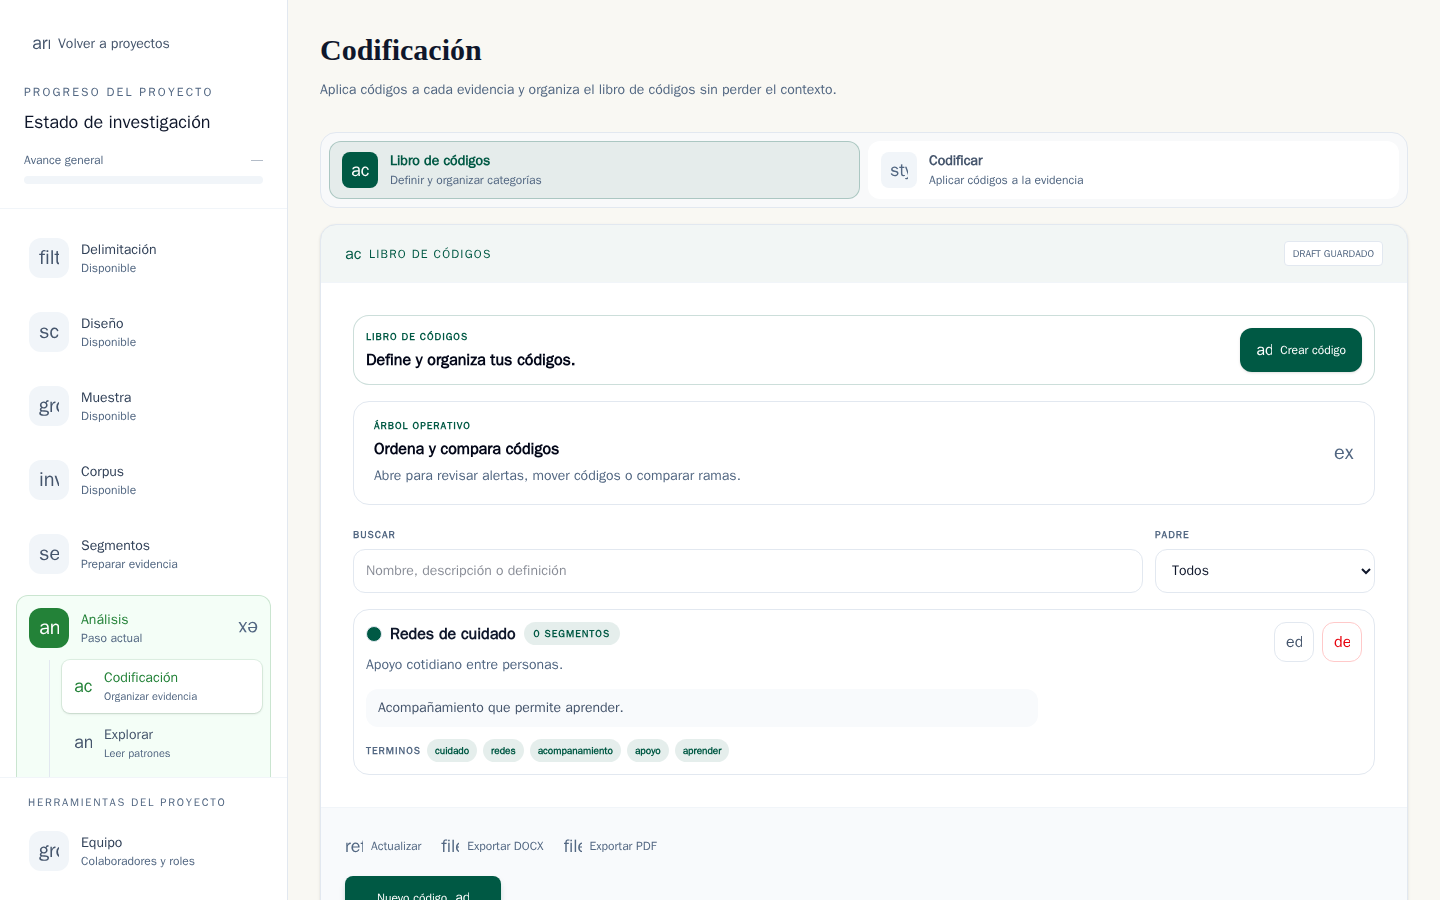 arr Volver a proyectos
PROGRESO DEL PROYECTO
Estado de investigación
Avance general —
filt Delimitación
Disponible
sc Diseño
Disponible
gro Muestra
Disponible
inv Corpus
Disponible
se Segmentos
Preparar evidencia
an Análisis
Paso actual
ac Codificación
Organizar evidencia
an Explorar
Leer patrones
HERRAMIENTAS DEL PROYECTO
gro Equipo
Colaboradores y roles
Codificación
Aplica códigos a cada evidencia y organiza el libro de códigos sin perder el contexto.
ac Libro de códigos
Definir y organizar categorías
sty Codificar
Aplicar códigos a la evidencia
ac LIBRO DE CÓDIGOS
DRAFT GUARDADO
LIBRO DE CÓDIGOS
Define y organiza tus códigos.
ad Crear código
ÁRBOL OPERATIVO
Ordena y compara códigos
Abre para revisar alertas, mover códigos o comparar ramas.
ex
BUSCAR
Nombre, descripción o definición
PADRE
Todos
Redes de cuidado 0 SEGMENTOS
ed de
Apoyo cotidiano entre personas.
Acompañamiento que permite aprender.
TERMINOS cuidado redes acompanamiento apoyo aprender
ref Actualizar file Exportar DOCX file Exportar PDF
Nuevo código ad